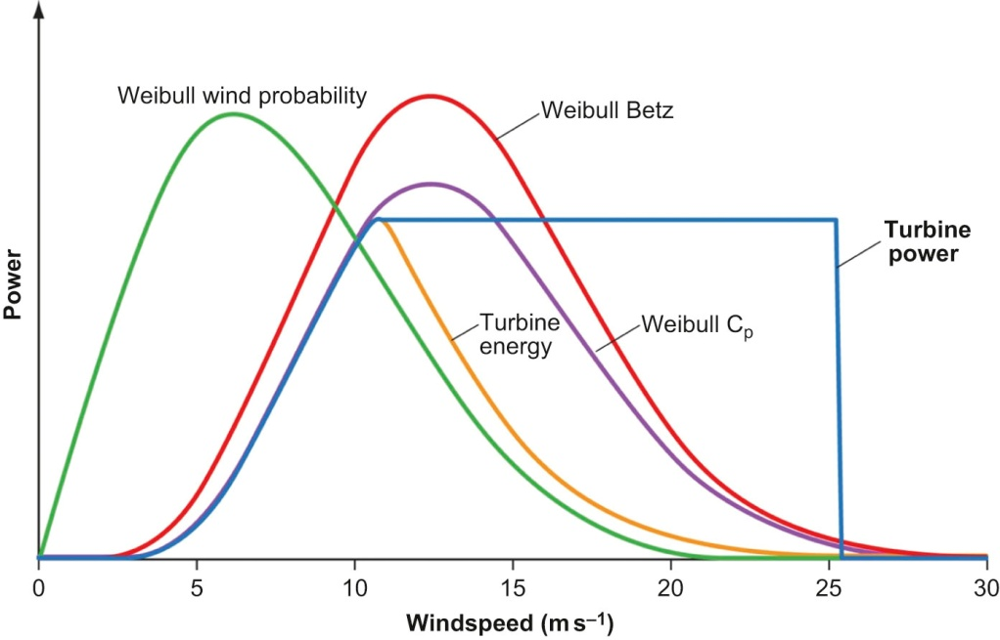 Weibull wind probability
Weibull Betz
Turbine
power
Turbine
energy
Weibull Cₚ
Power
0 5 10 15 20 25 30
Windspeed (m s⁻¹)